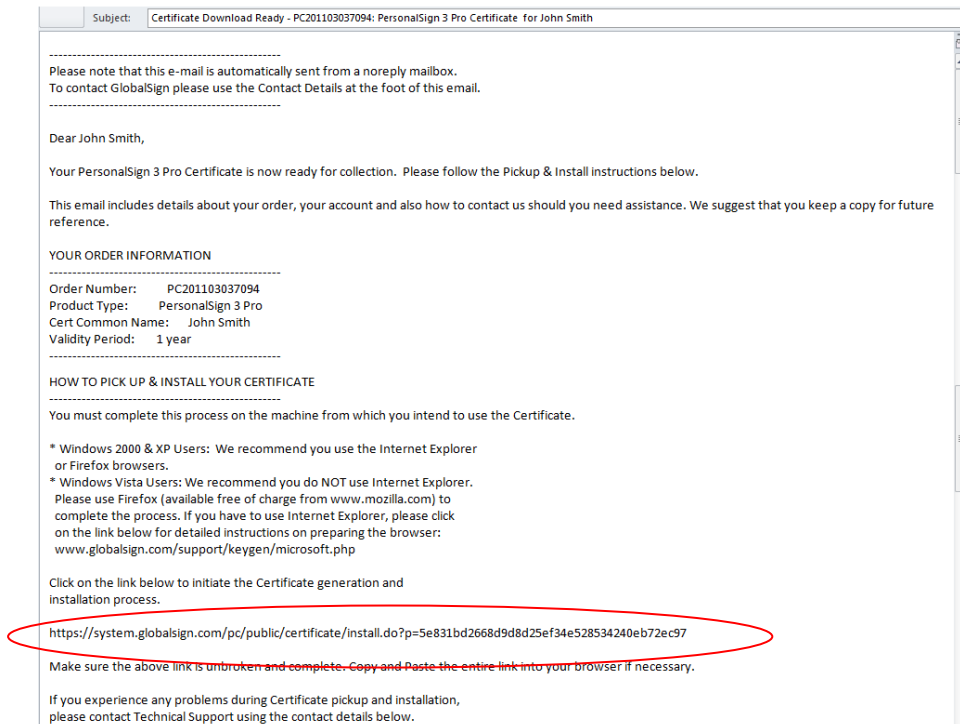 Subject: Certificate Download Ready - PC201103037094: PersonalSign 3 Pro Certificate for John Smith
--------------------------------------------------
Please note that this e-mail is automatically sent from a noreply mailbox.
To contact GlobalSign please use the Contact Details at the foot of this email.
--------------------------------------------------
Dear John Smith,
Your PersonalSign 3 Pro Certificate is now ready for collection. Please follow the Pickup & Install instructions below.
This email includes details about your order, your account and also how to contact us should you need assistance. We suggest that you keep a copy for future
reference.
YOUR ORDER INFORMATION
--------------------------------------------------
Order Number: PC201103037094
Product Type: PersonalSign 3 Pro
Cert Common Name: John Smith
Validity Period: 1 year
--------------------------------------------------
HOW TO PICK UP & INSTALL YOUR CERTIFICATE
--------------------------------------------------
You must complete this process on the machine from which you intend to use the Certificate.
* Windows 2000 & XP Users: We recommend you use the Internet Explorer
or Firefox browsers.
* Windows Vista Users: We recommend you do NOT use Internet Explorer.
Please use Firefox (available free of charge from www.mozilla.com) to
complete the process. If you have to use Internet Explorer, please click
on the link below for detailed instructions on preparing the browser:
www.globalsign.com/support/keygen/microsoft.php
Click on the link below to initiate the Certificate generation and
installation process.
https://system.globalsign.com/pc/public/certificate/install.do?p=5e831bd2668d9d8d25ef34e528534240eb72ec97
Make sure the above link is unbroken and complete. Copy and Paste the entire link into your browser if necessary.
If you experience any problems during Certificate pickup and installation,
please contact Technical Support using the contact details below.